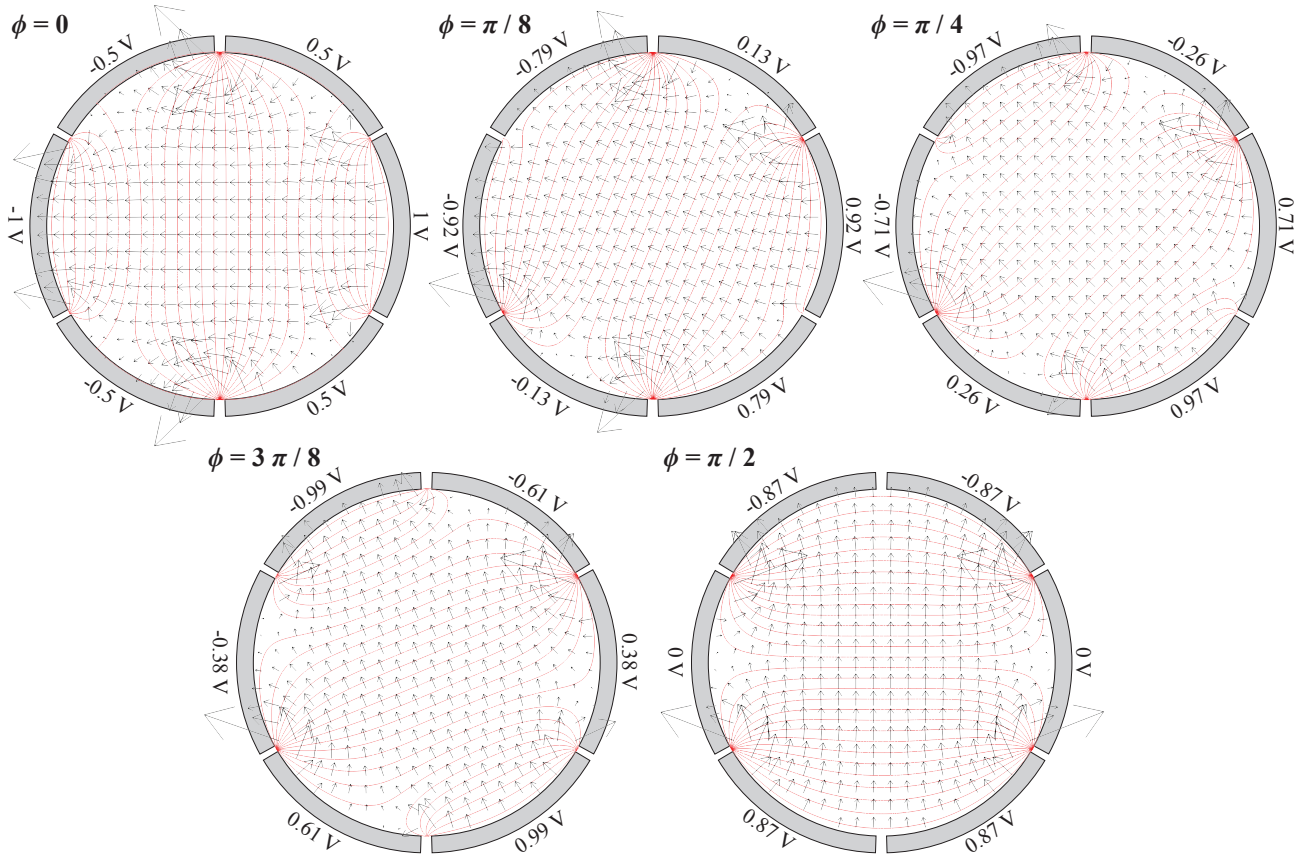 ϕ = 0
-0.5 V
0.5 V
-1 V
1 V
-0.5 V
0.5 V
ϕ = π / 8
-0.79 V
0.13 V
-0.92 V
0.92 V
-0.13 V
0.79 V
ϕ = π / 4
-0.97 V
-0.26 V
-0.71 V
0.71 V
0.26 V
0.97 V
ϕ = 3 π / 8
-0.99 V
-0.61 V
-0.38 V
0.38 V
0.61 V
0.99 V
ϕ = π / 2
-0.87 V
-0.87 V
0 V
0 V
0.87 V
0.87 V